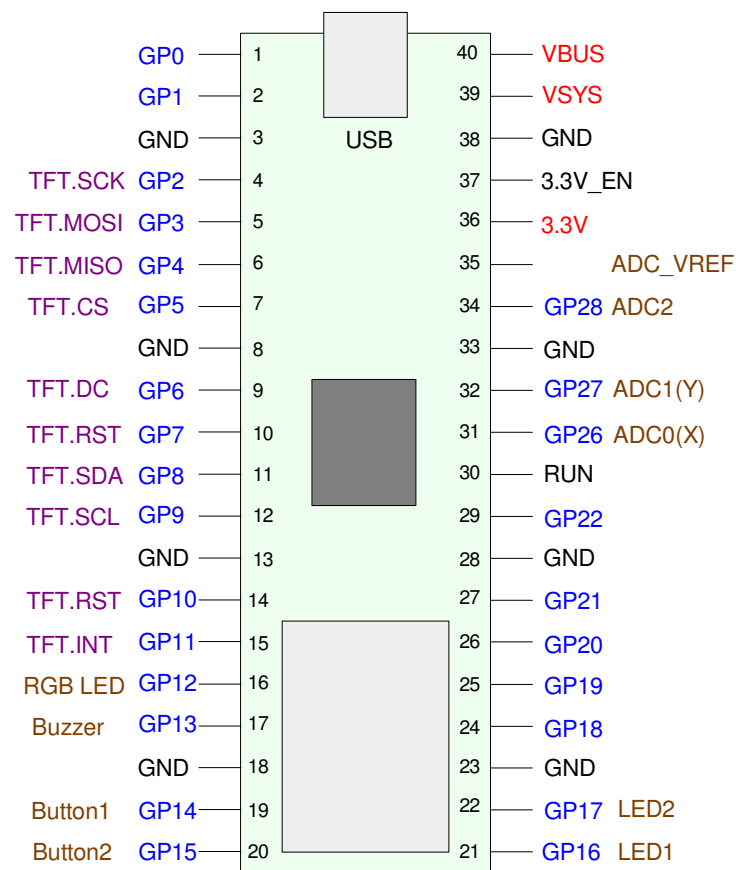 GP0 1 40 VBUS
GP1 2 39 VSYS
GND 3 USB 38 GND
TFT.SCK GP2 4 37 3.3V_EN
TFT.MOSI GP3 5 36 3.3V
TFT.MISO GP4 6 35 ADC_VREF
TFT.CS GP5 7 34 GP28 ADC2
GND 8 33 GND
TFT.DC GP6 9 32 GP27 ADC1(Y)
TFT.RST GP7 10 31 GP26 ADC0(X)
TFT.SDA GP8 11 30 RUN
TFT.SCL GP9 12 29 GP22
GND 13 28 GND
TFT.RST GP10 14 27 GP21
TFT.INT GP11 15 26 GP20
RGB LED GP12 16 25 GP19
Buzzer GP13 17 24 GP18
GND 18 23 GND
Button1 GP14 19 22 GP17 LED2
Button2 GP15 20 21 GP16 LED1